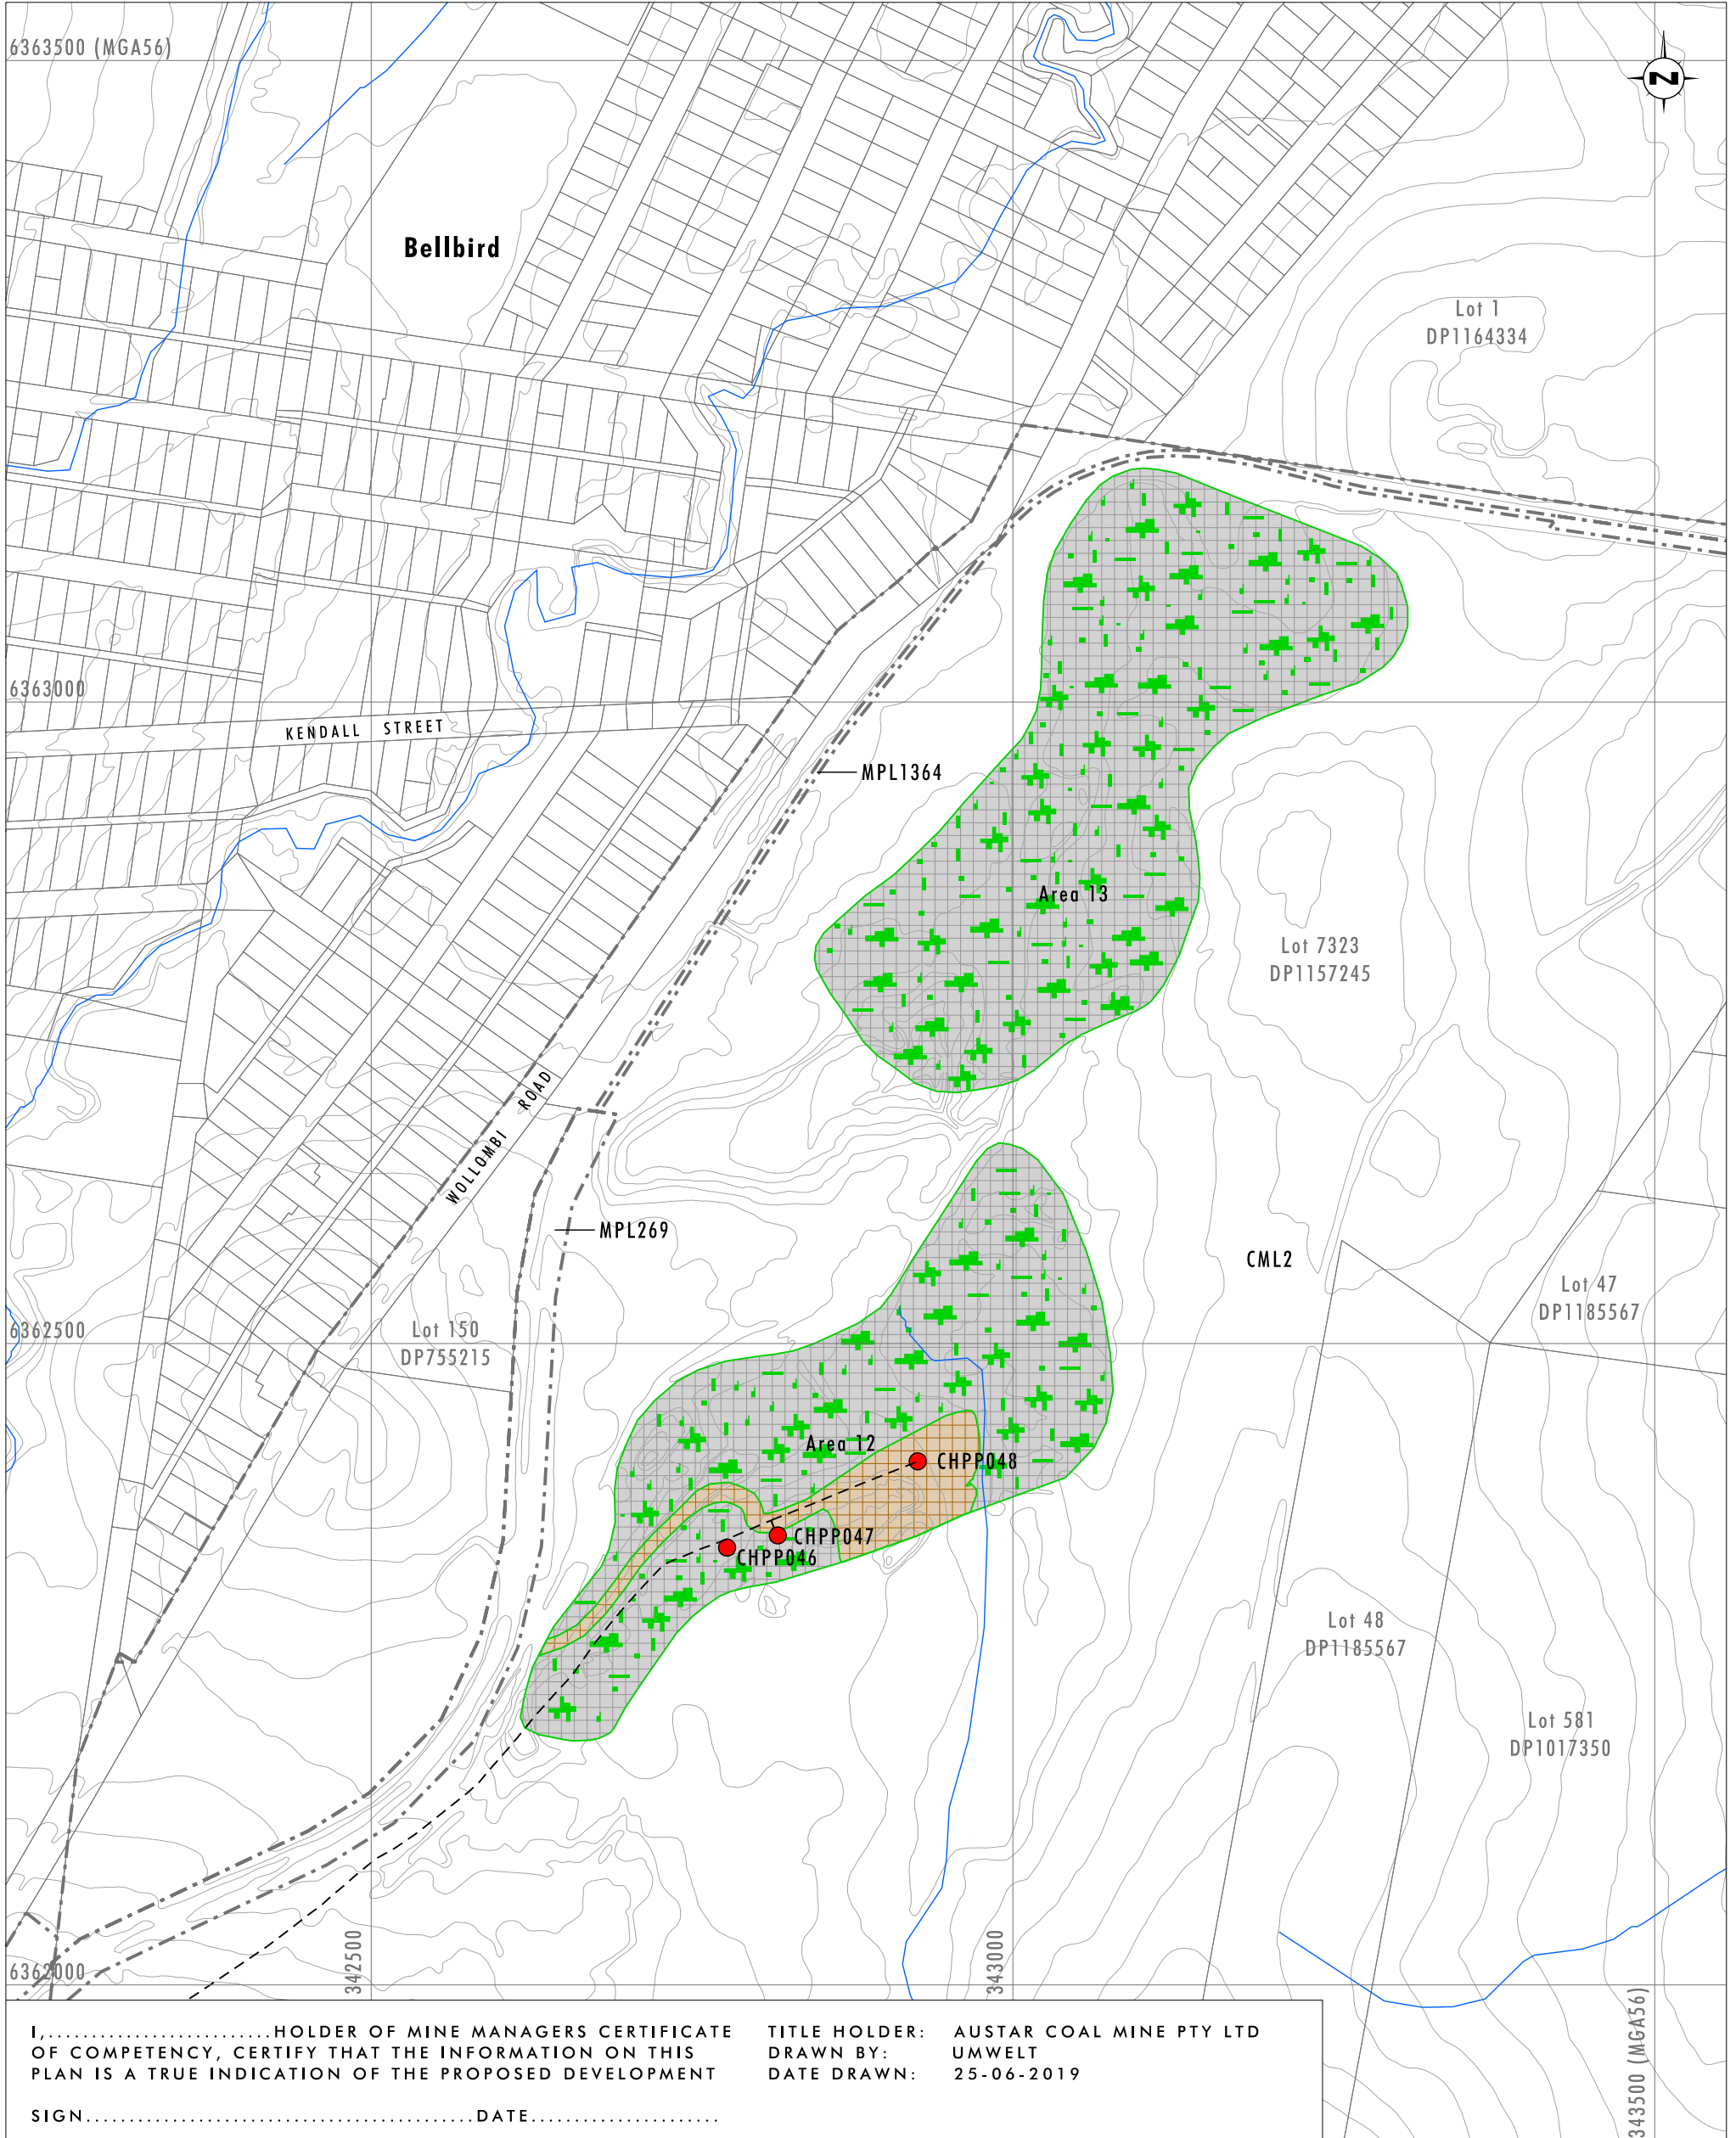 6363500 (MGA56)
N
Bellbird
Lot 1
DP1164334
6363000
KENDALL STREET
MPL1364
Area 13
Lot 7323
DP1157245
WOLLOMBI ROAD
MPL269
CML2
Lot 47
DP1185567
6362500
Lot 150
DP755215
Area 12
CHPP048
CHPP047
CHPP046
Lot 48
DP1185567
Lot 581
DP1017350
6362000
342500
343000
343500 (MGA56)
I,..........................HOLDER OF MINE MANAGERS CERTIFICATE
OF COMPETENCY, CERTIFY THAT THE INFORMATION ON THIS
PLAN IS A TRUE INDICATION OF THE PROPOSED DEVELOPMENT
SIGN.............................................DATE......................
TITLE HOLDER: AUSTAR COAL MINE PTY LTD
DRAWN BY: UMWELT
DATE DRAWN: 25-06-2019